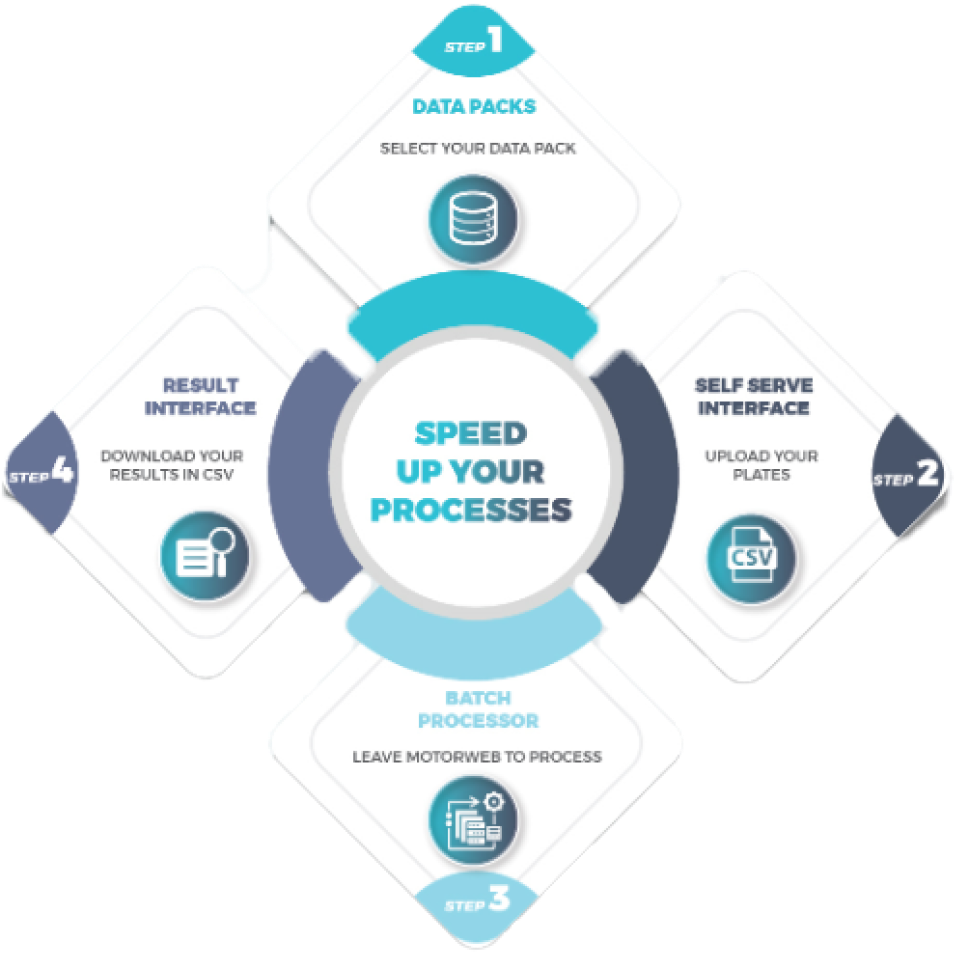 STEP 1
DATA PACKS
SELECT YOUR DATA PACK
SPEED
UP YOUR
PROCESSES
STEP 2
SELF SERVE
INTERFACE
UPLOAD YOUR
PLATES
CSV
BATCH
PROCESSOR
LEAVE MOTORWEB TO PROCESS
STEP 3
RESULT
INTERFACE
DOWNLOAD YOUR
RESULTS IN CSV
STEP 4